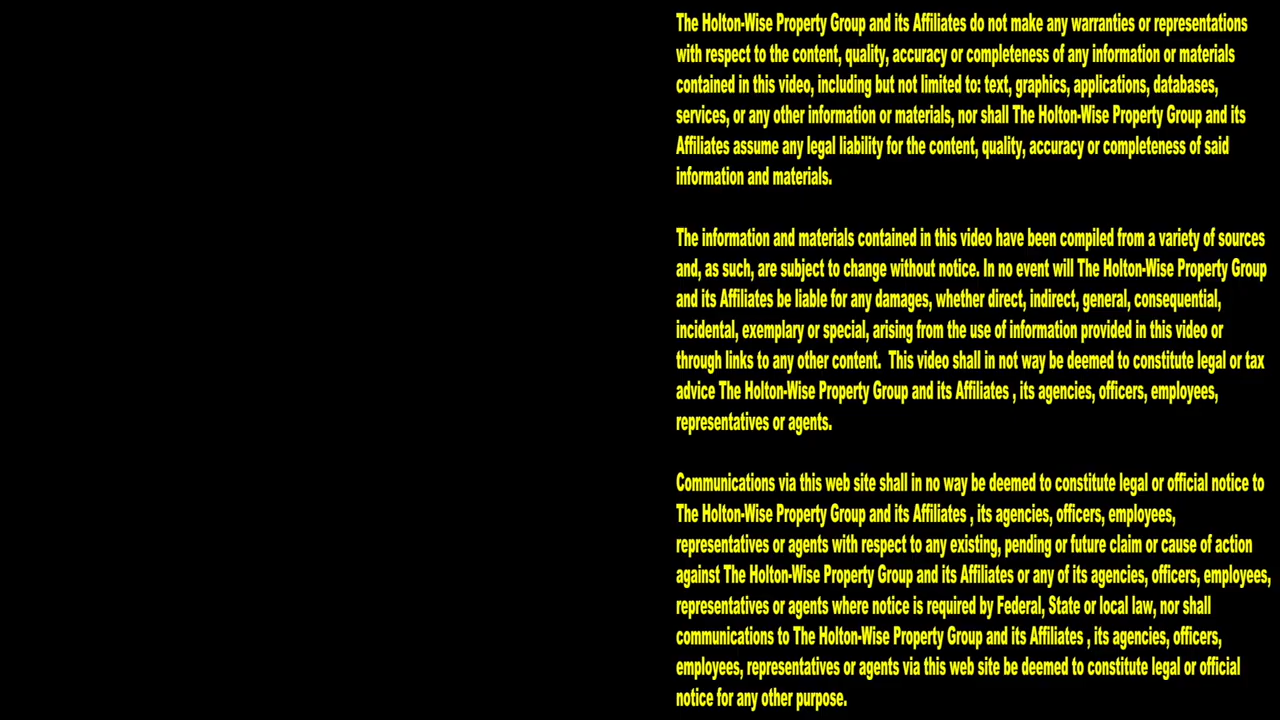 The Holton-Wise Property Group and its Affiliates do not make any warranties or representations
with respect to the content, quality, accuracy or completeness of any information or materials
contained in this video, including but not limited to: text, graphics, applications, databases,
services, or any other information or materials, nor shall The Holton-Wise Property Group and its
Affiliates assume any legal liability for the content, quality, accuracy or completeness of said
information and materials.
The information and materials contained in this video have been compiled from a variety of sources
and, as such, are subject to change without notice. In no event will The Holton-Wise Property Group
and its Affiliates be liable for any damages, whether direct, indirect, general, consequential,
incidental, exemplary or special, arising from the use of information provided in this video or
through links to any other content.  This video shall in not way be deemed to constitute legal or tax
advice The Holton-Wise Property Group and its Affiliates , its agencies, officers, employees,
representatives or agents.
Communications via this web site shall in no way be deemed to constitute legal or official notice to
The Holton-Wise Property Group and its Affiliates , its agencies, officers, employees,
representatives or agents with respect to any existing, pending or future claim or cause of action
against The Holton-Wise Property Group and its Affiliates or any of its agencies, officers, employees,
representatives or agents where notice is required by Federal, State or local law, nor shall
communications to The Holton-Wise Property Group and its Affiliates , its agencies, officers,
employees, representatives or agents via this web site be deemed to constitute legal or official
notice for any other purpose.